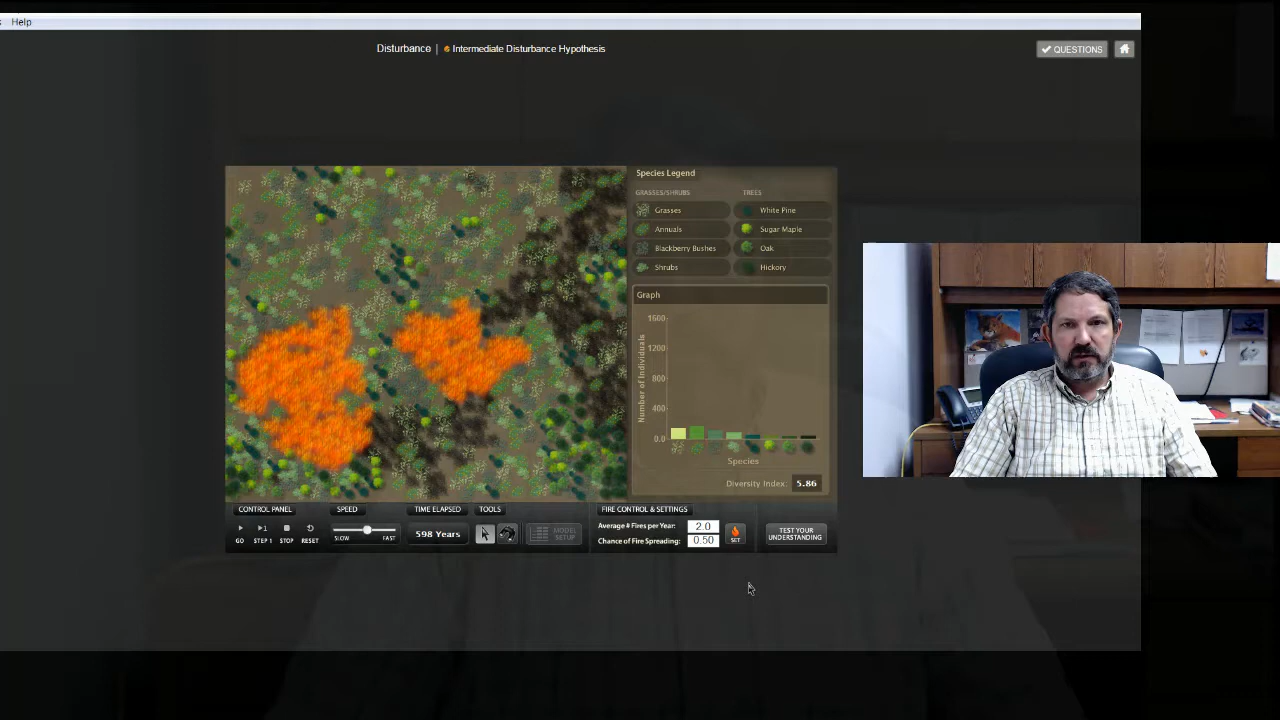 Help
Disturbance | Intermediate Disturbance Hypothesis
QUESTIONS
Species Legend
GRASSES/SHRUBS TREES
Grasses White Pine
Annuals Sugar Maple
Blackberry Bushes Oak
Shrubs Hickory
Graph
Number of Individuals
1600
1200
800
400
0.0
Species
Diversity Index: 5.86
CONTROL PANEL SPEED TIME ELAPSED TOOLS FIRE CONTROL & SETTINGS
GO STEP 1 STOP RESET
SLOW FAST
598 Years
MODEL SETUP
Average # Fires per Year: 2.0
Chance of Fire Spreading: 0.50
SET
TEST YOUR
UNDERSTANDING